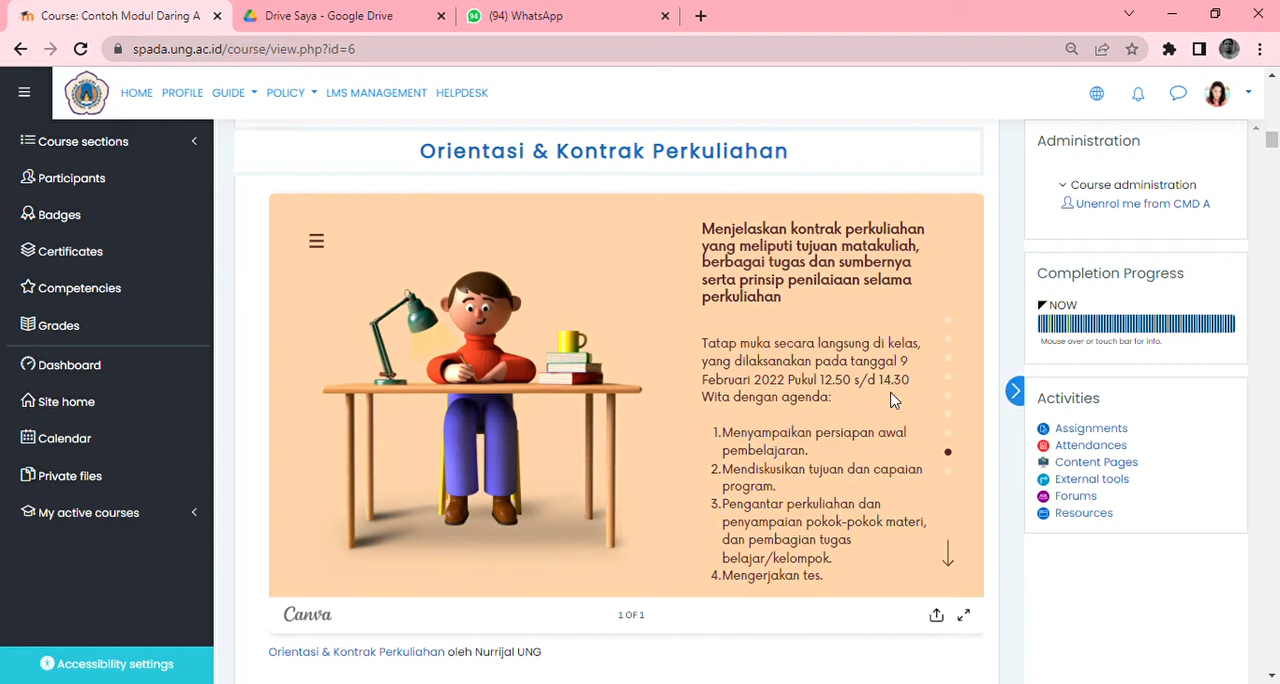 Course: Contoh Modul Daring A
Drive Saya - Google Drive
94
(94) WhatsApp
spada.ung.ac.id/course/view.php?id=6
HOME PROFILE GUIDE POLICY LMS MANAGEMENT HELPDESK
Course sections
Participants
Badges
Certificates
Competencies
Grades
Dashboard
Site home
Calendar
Private files
My active courses
Accessibility settings
Orientasi & Kontrak Perkuliahan
Menjelaskan kontrak perkuliahan
yang meliputi tujuan matakuliah,
berbagai tugas dan sumbernya
serta prinsip penilaiaan selama
perkuliahan
Tatap muka secara langsung di kelas,
yang dilaksanakan pada tanggal 9
Februari 2022 Pukul 12.50 s/d 14.30
Wita dengan agenda:
1.Menyampaikan persiapan awal
pembelajaran.
2.Mendiskusikan tujuan dan capaian
program.
3.Pengantar perkuliahan dan
penyampaian pokok-pokok materi,
dan pembagian tugas
belajar/kelompok.
4.Mengerjakan tes.
Canva
1 OF 1
Orientasi & Kontrak Perkuliahan oleh Nurrijal UNG
Administration
Course administration
Unenrol me from CMD A
Completion Progress
NOW
Mouse over or touch bar for info.
Activities
Assignments
Attendances
Content Pages
External tools
Forums
Resources